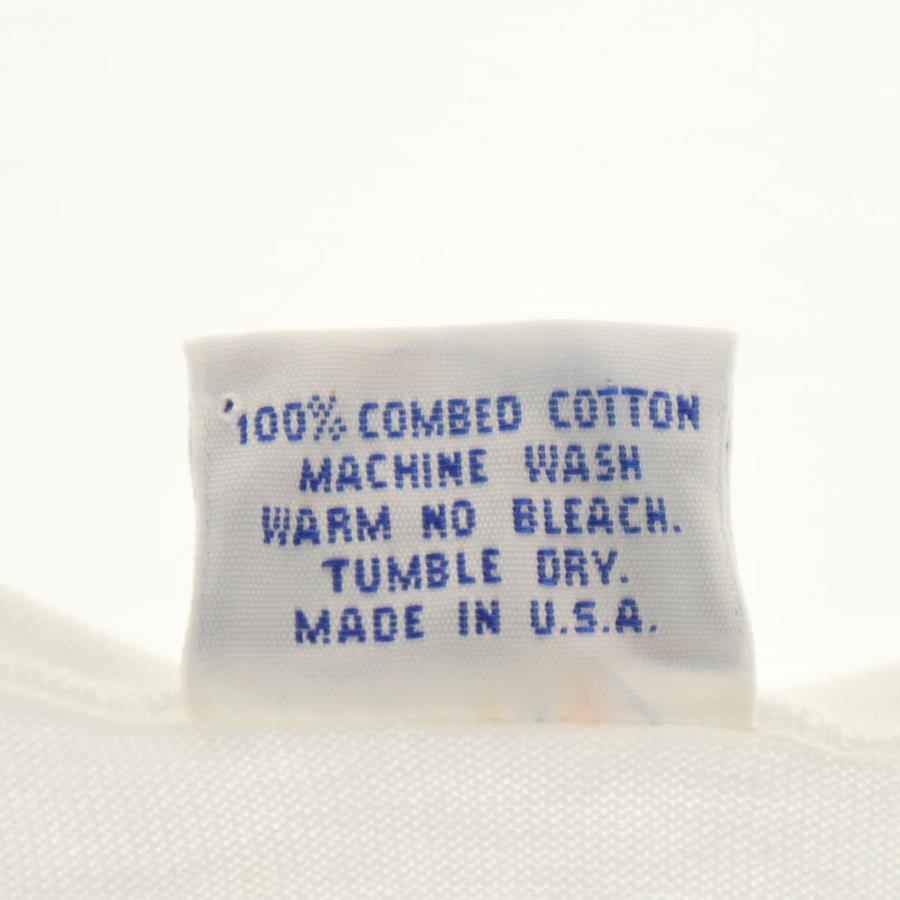 100% COMBED COTTON
MACHINE WASH
WARM NO BLEACH.
TUMBLE DRY.
MADE IN U.S.A.